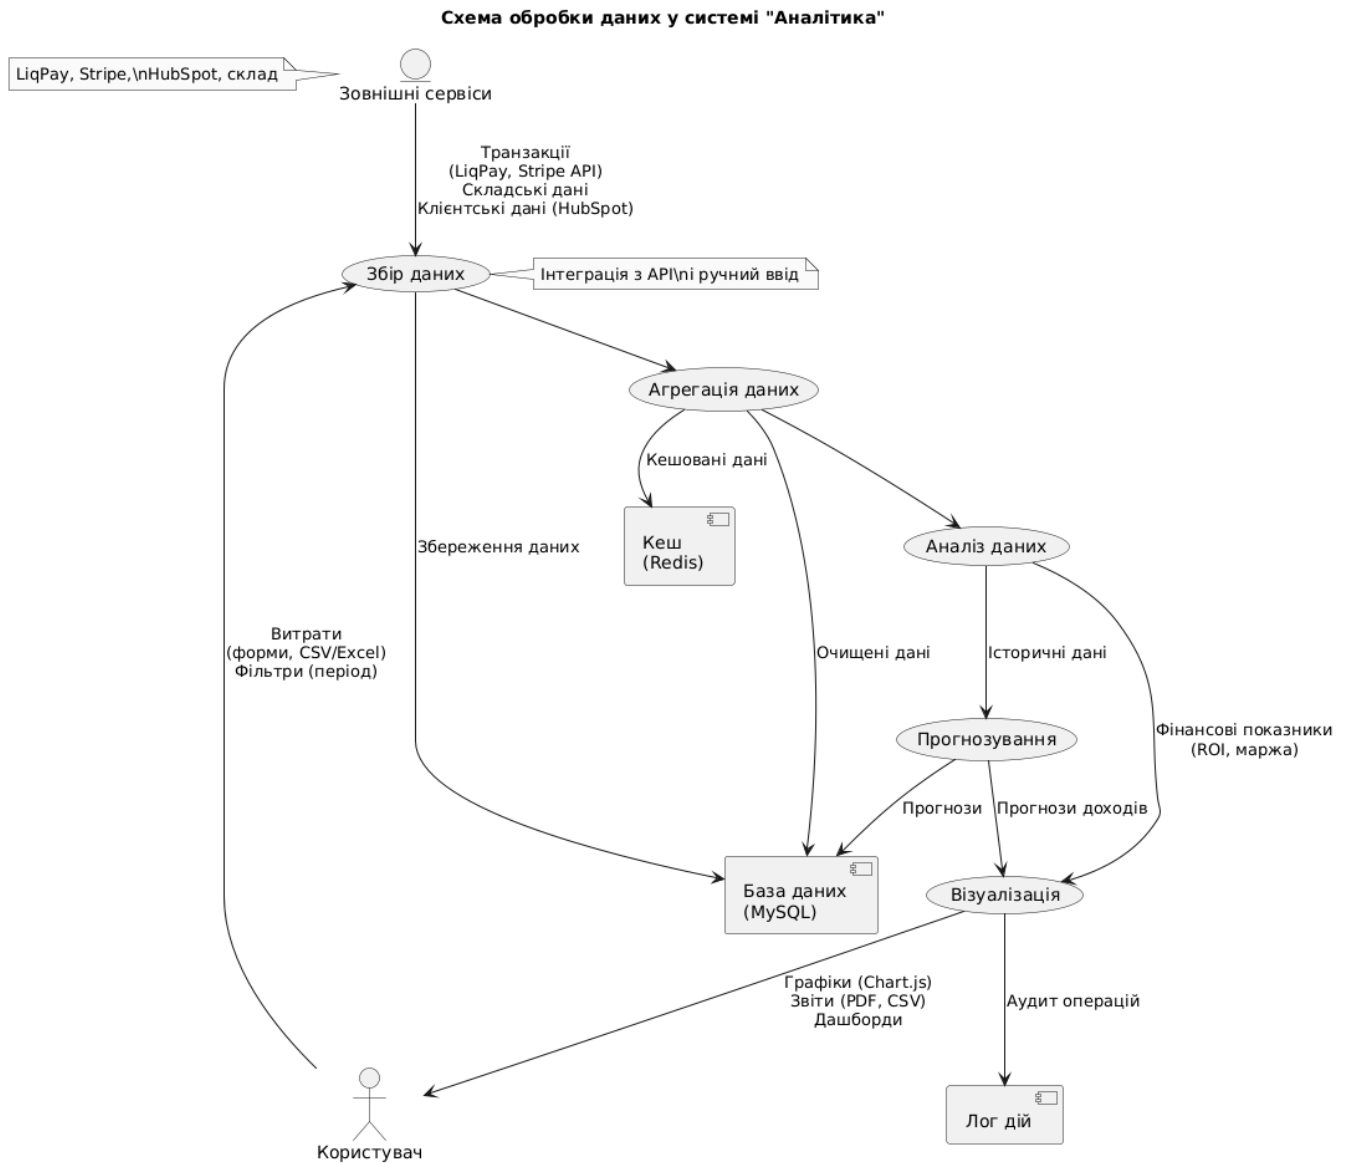 Схема обробки даних у системі "Аналітика"
LiqPay, Stripe,\nHubSpot, склад
Зовнішні сервіси
Транзакції
(LiqPay, Stripe API)
Складські дані
Клієнтські дані (HubSpot)
Збір даних
Інтеграція з API\nі ручний ввід
Агрегація даних
Кешовані дані
Кеш
(Redis)
Аналіз даних
Збереження даних
Витрати
(форми, CSV/Excel)
Фільтри (період)
Очищені дані
Історичні дані
Фінансові показники
(ROI, маржа)
Прогнозування
Прогнози
Прогнози доходів
База даних
(MySQL)
Візуалізація
Графіки (Chart.js)
Звіти (PDF, CSV)
Дашборди
Аудит операцій
Лог дій
Користувач